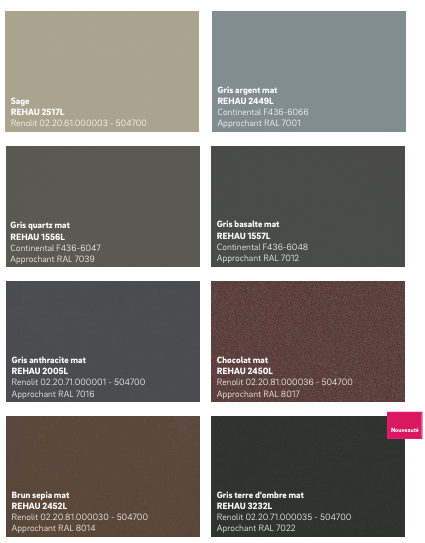 Sage
REHAU 2517L
Renolit 02.20.61.000003 - 504700
Gris argent mat
REHAU 2449L
Continental F436-6066
Approchant RAL 7001
Gris quartz mat
REHAU 1556L
Continental F436-6047
Approchant RAL 7039
Gris basalte mat
REHAU 1557L
Continental F436-6048
Approchant RAL 7012
Gris anthracite mat
REHAU 2005L
Renolit 02.20.71.000001 - 504700
Approchant RAL 7016
Chocolat mat
REHAU 2450L
Renolit 02.20.81.000036 - 504700
Approchant RAL 8017
Nouveauté
Brun sepia mat
REHAU 2452L
Renolit 02.20.81.000030 - 504700
Approchant RAL 8014
Gris terre d'ombre mat
REHAU 3232L
Renolit 02.20.71.000035 - 504700
Approchant RAL 7022